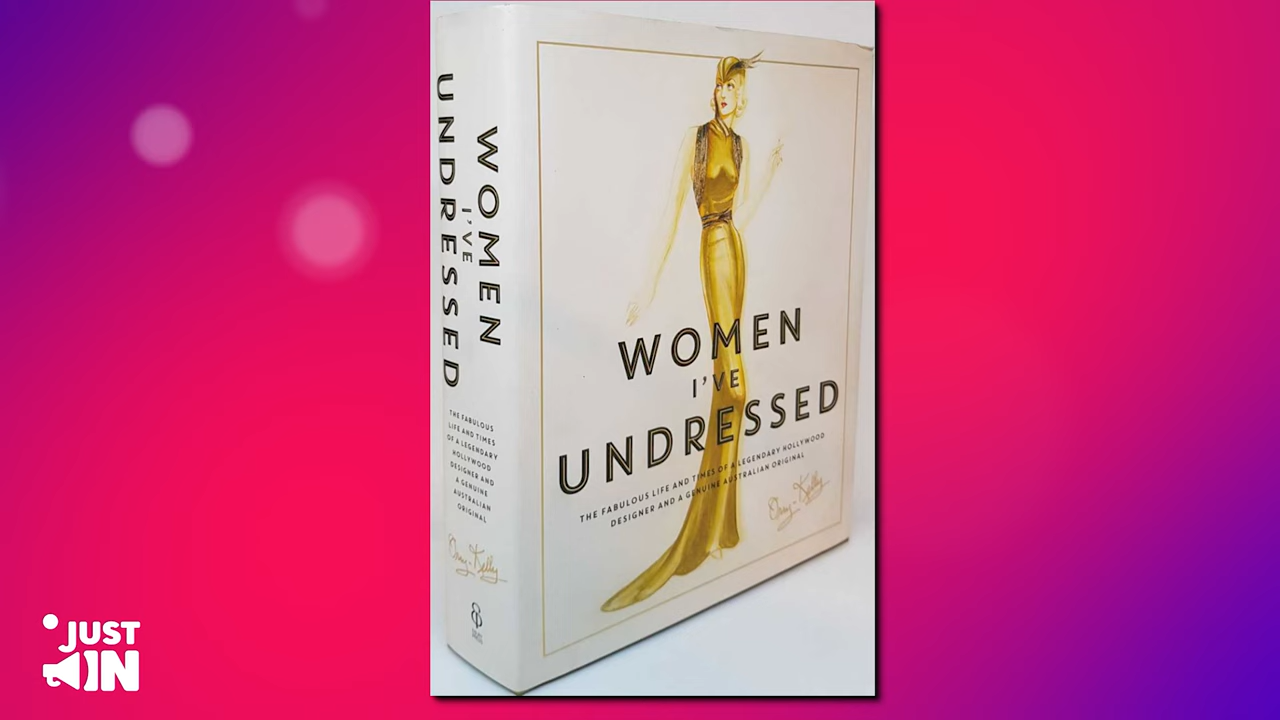 WOMEN
I'VE
UNDRESSED
THE FABULOUS
LIFE AND TIMES
OF A LEGENDARY
HOLLYWOOD
DESIGNER AND
A GENUINE
AUSTRALIAN
ORIGINAL
Orry-Kelly
WOMEN
I'VE
UNDRESSED
THE FABULOUS LIFE AND TIMES OF A LEGENDARY HOLLYWOOD
DESIGNER AND A GENUINE AUSTRALIAN ORIGINAL
Orry-Kelly
JUST
IN